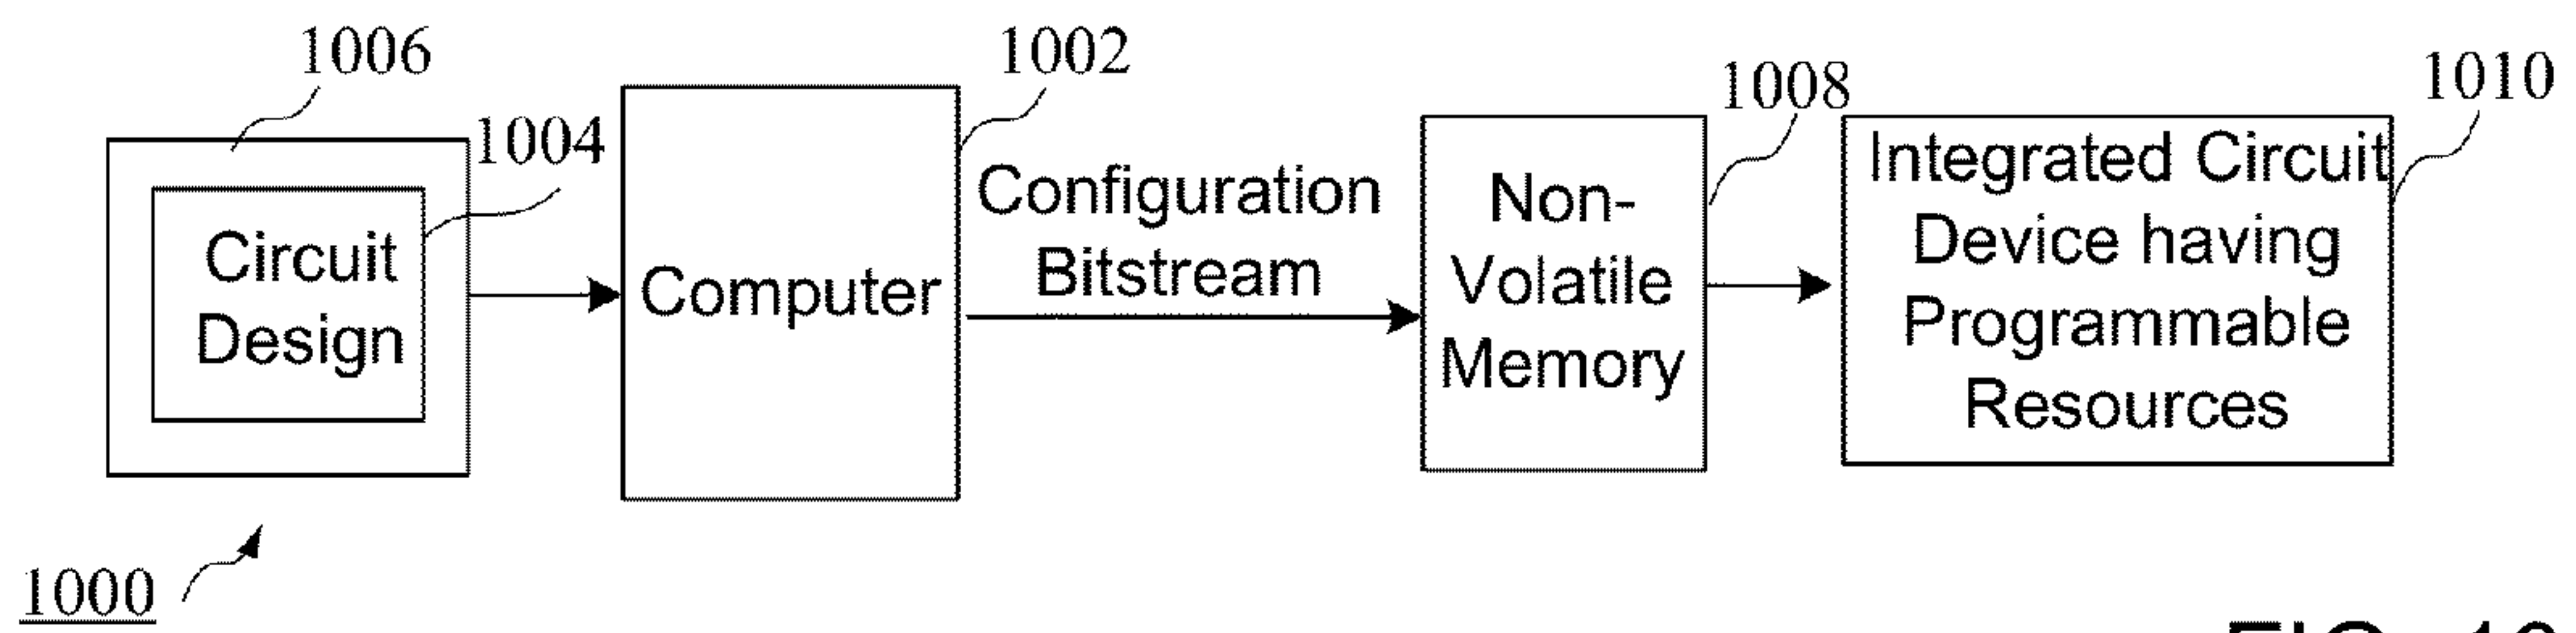 1006
1004
Circuit
Design
1002
Computer
Configuration
Bitstream
1008
Non-
Volatile
Memory
1010
Integrated Circuit
Device having
Programmable
Resources
1000